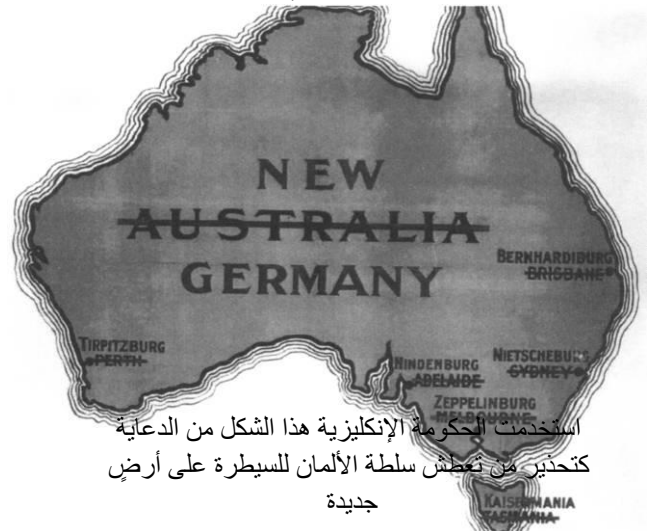 NEW
AUSTRALIA
GERMANY
BERNHARDIBURG
BRISBANE
TIRPITZBURG
PERTH
HINDENBURG
ADELAIDE
NIETSCHEBURG
SYDNEY
ZEPPELINBURG
MELBOURNE
استخدمت الحكومة الإنكليزية هذا الشكل من الدعاية
كتحذير من تعطش سلطة الألمان للسيطرة على أرضٍ
جديدة
KAISERMANIA
TASMANIA